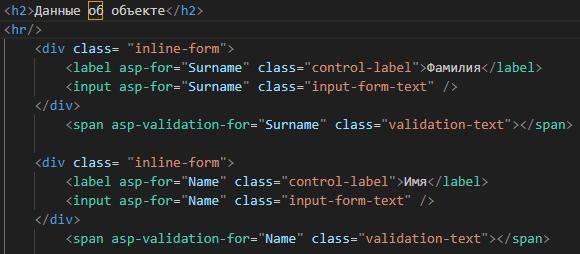 <h2>Данные об объекте</h2>
<hr/>
<div class= "inline-form">
<label asp-for="Surname" class="control-label">Фамилия</label>
<input asp-for="Surname" class="input-form-text" />
</div>
<span asp-validation-for="Surname" class="validation-text"></span>
<div class= "inline-form">
<label asp-for="Name" class="control-label">Имя</label>
<input asp-for="Name" class="input-form-text" />
</div>
<span asp-validation-for="Name" class="validation-text"></span>